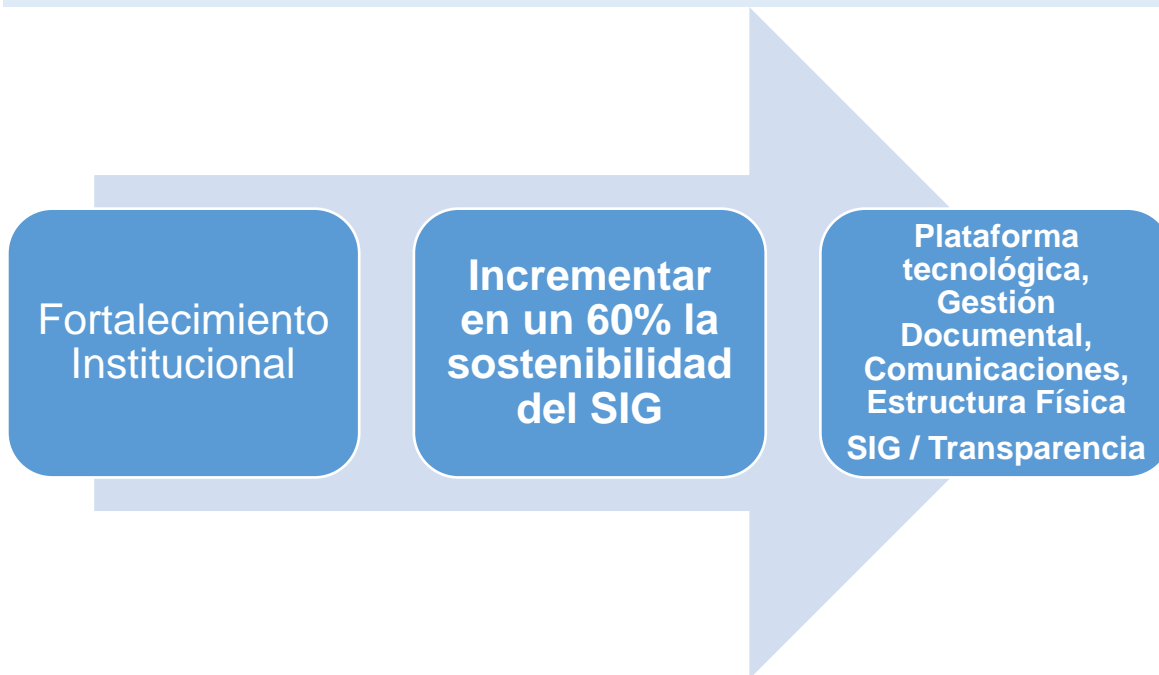 Fortalecimiento
Institucional
Incrementar
en un 60% la
sostenibilidad
del SIG
Plataforma
tecnológica,
Gestión
Documental,
Comunicaciones,
Estructura Física
SIG / Transparencia